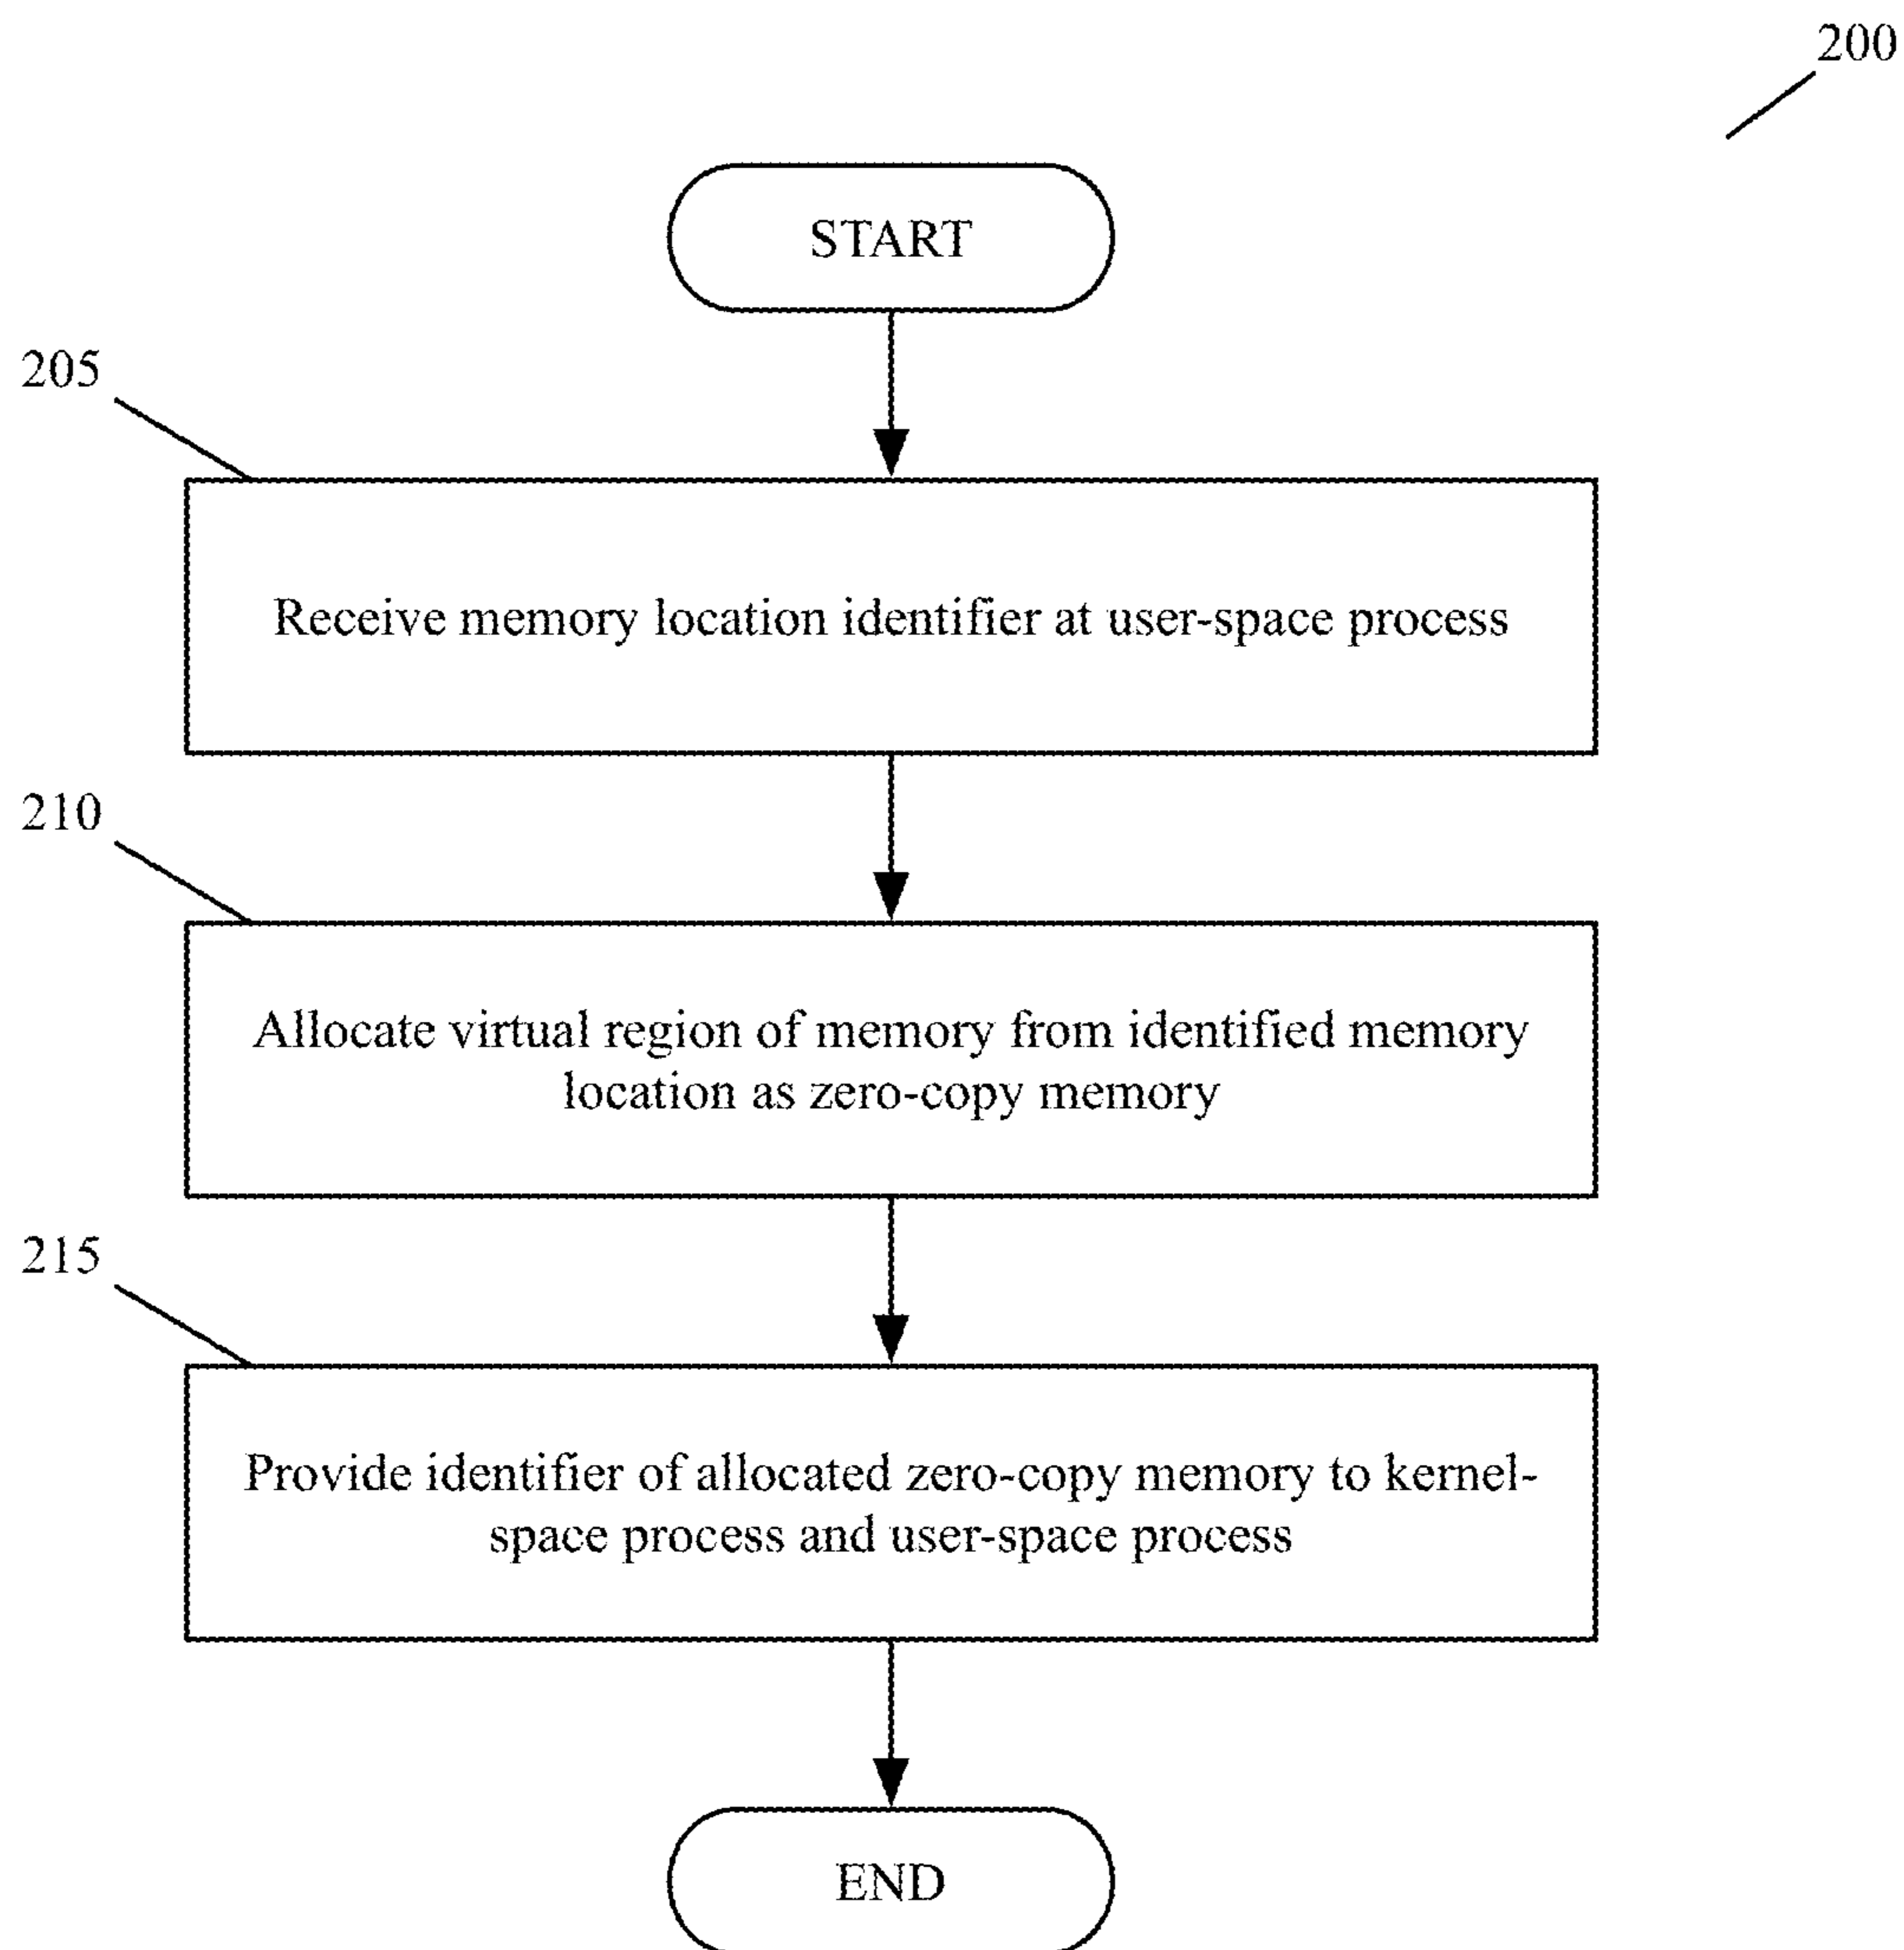 200
START
205
Receive memory location identifier at user-space process
210
Allocate virtual region of memory from identified memory
location as zero-copy memory
215
Provide identifier of allocated zero-copy memory to kernel-
space process and user-space process
END